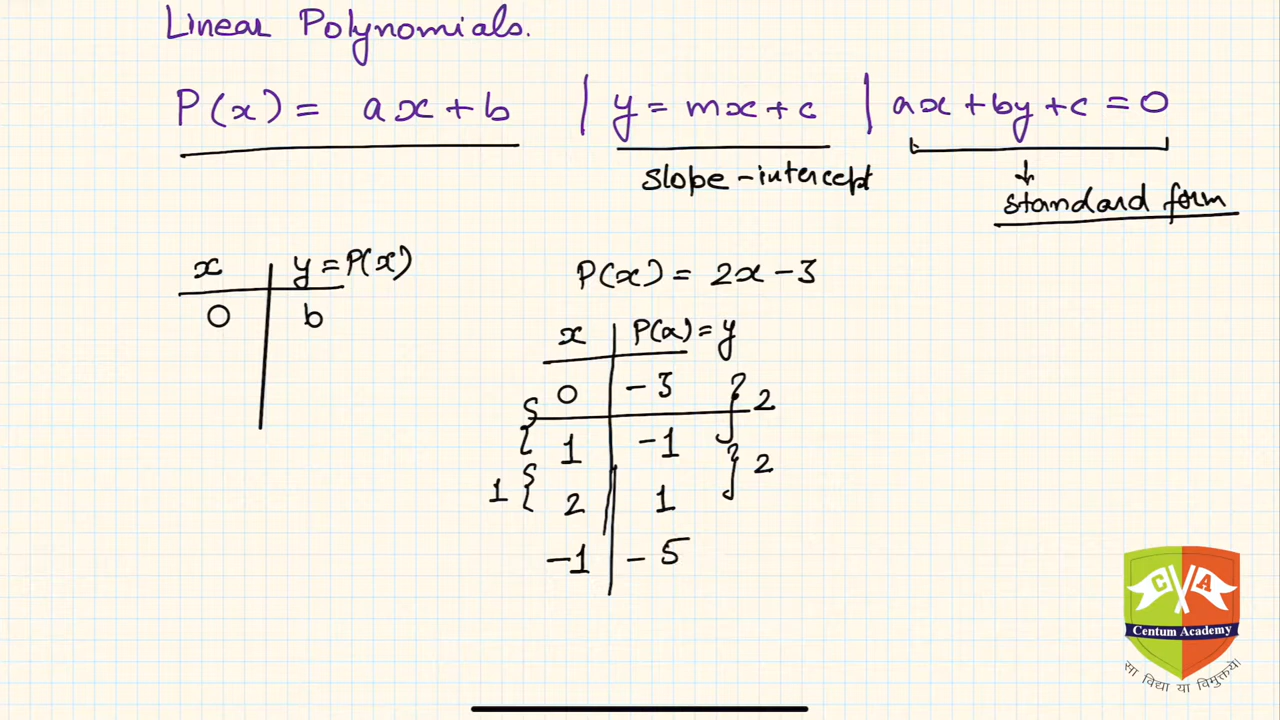 Linear Polynomials.
P(x) = ax + b | y = mx + c | ax + by + c = 0
slope-intercept
standard form
x | y = P(x)
0 | b
P(x) = 2x - 3
x | P(x) = y
0 | -3 } 2
{ 1 | -1
1 { 2 | 1 } 2
-1 | -5
C A
Centum Academy
सा विद्या या विमुक्तये।